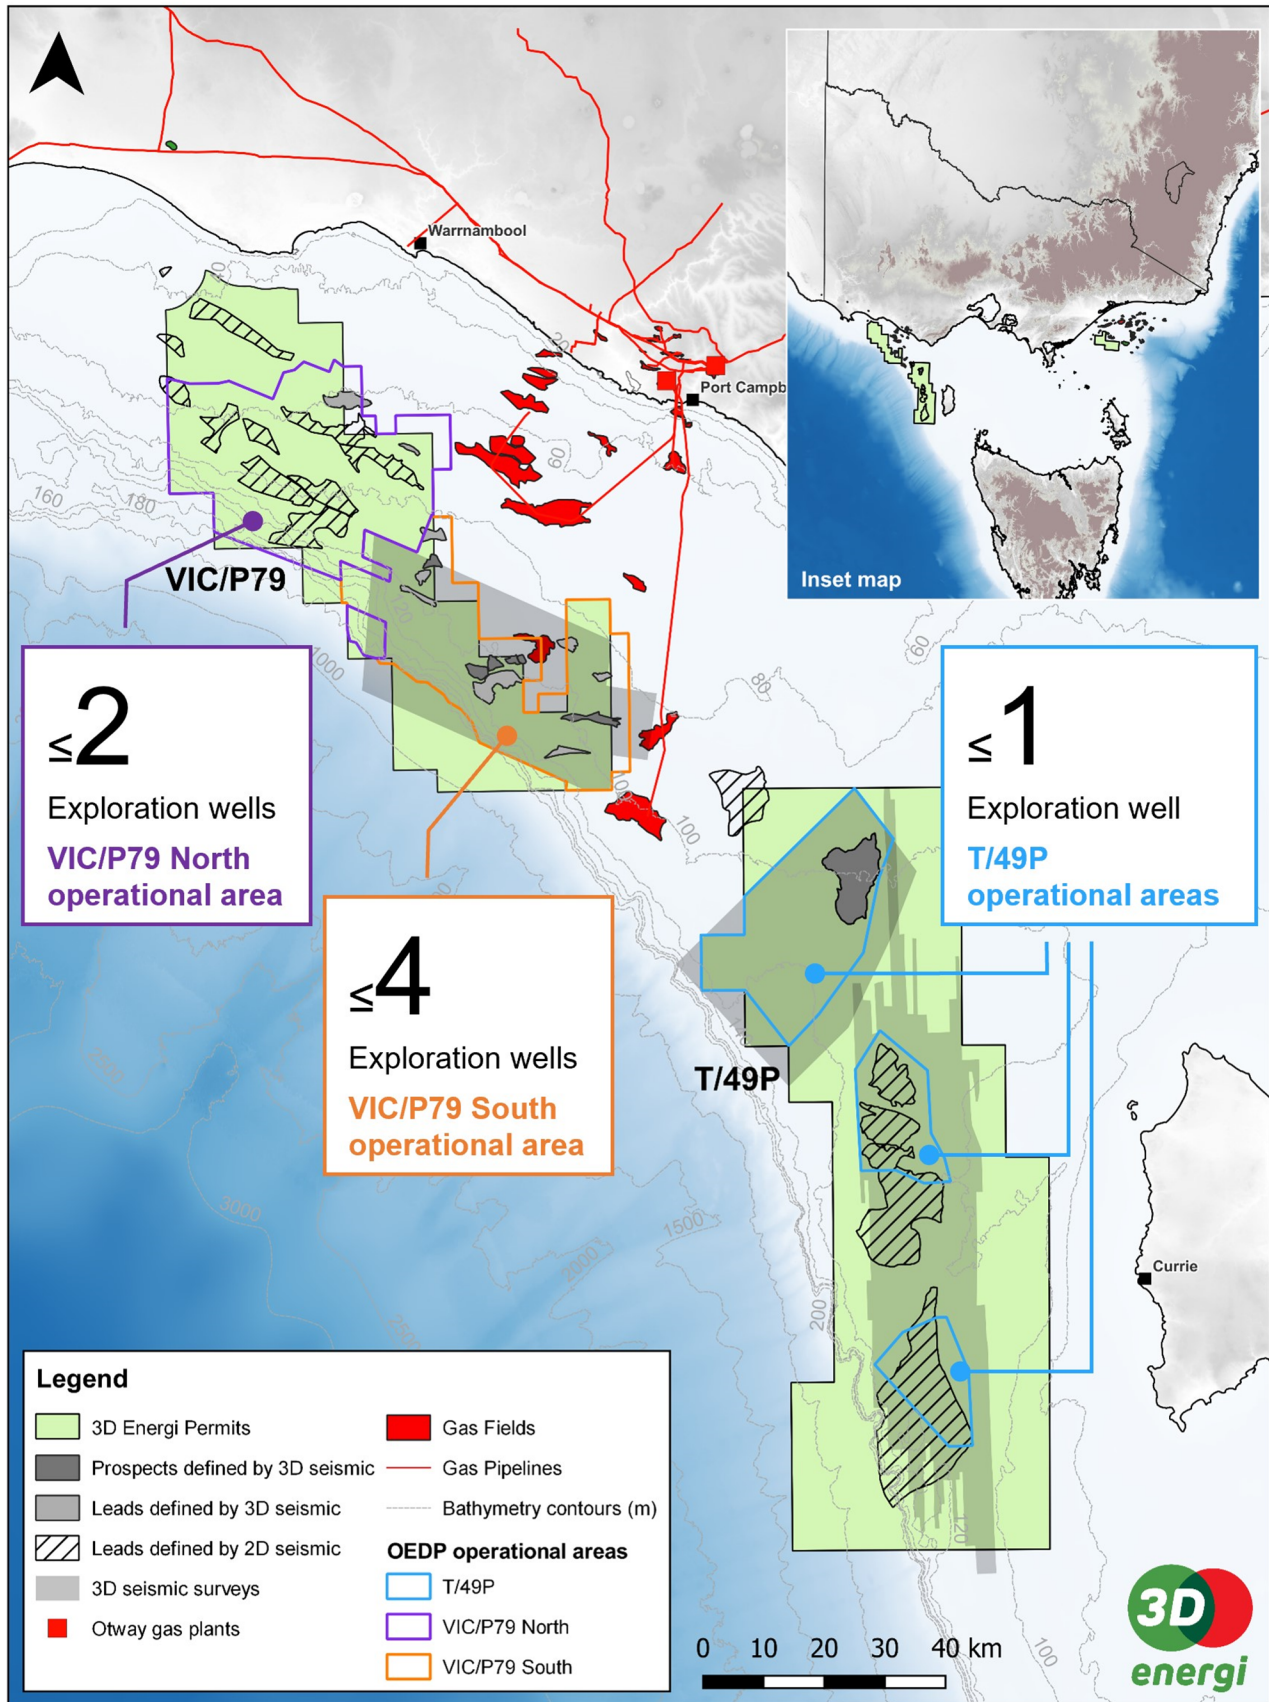 Warrnambool
Port Campb
Inset map
40
20
60
160
180
VIC/P79
120
1000
60
80
100
100
≤2
Exploration wells
VIC/P79 North
operational area
≤4
Exploration wells
VIC/P79 South
operational area
≤1
Exploration well
T/49P
operational areas
T/49P
3000
1500
2000
200
Currie
120
100
Legend
3D Energi Permits
Prospects defined by 3D seismic
Leads defined by 3D seismic
Leads defined by 2D seismic
3D seismic surveys
Otway gas plants
Gas Fields
Gas Pipelines
Bathymetry contours (m)
OEDP operational areas
T/49P
VIC/P79 North
VIC/P79 South
0 10 20 30 40 km
3D
energi